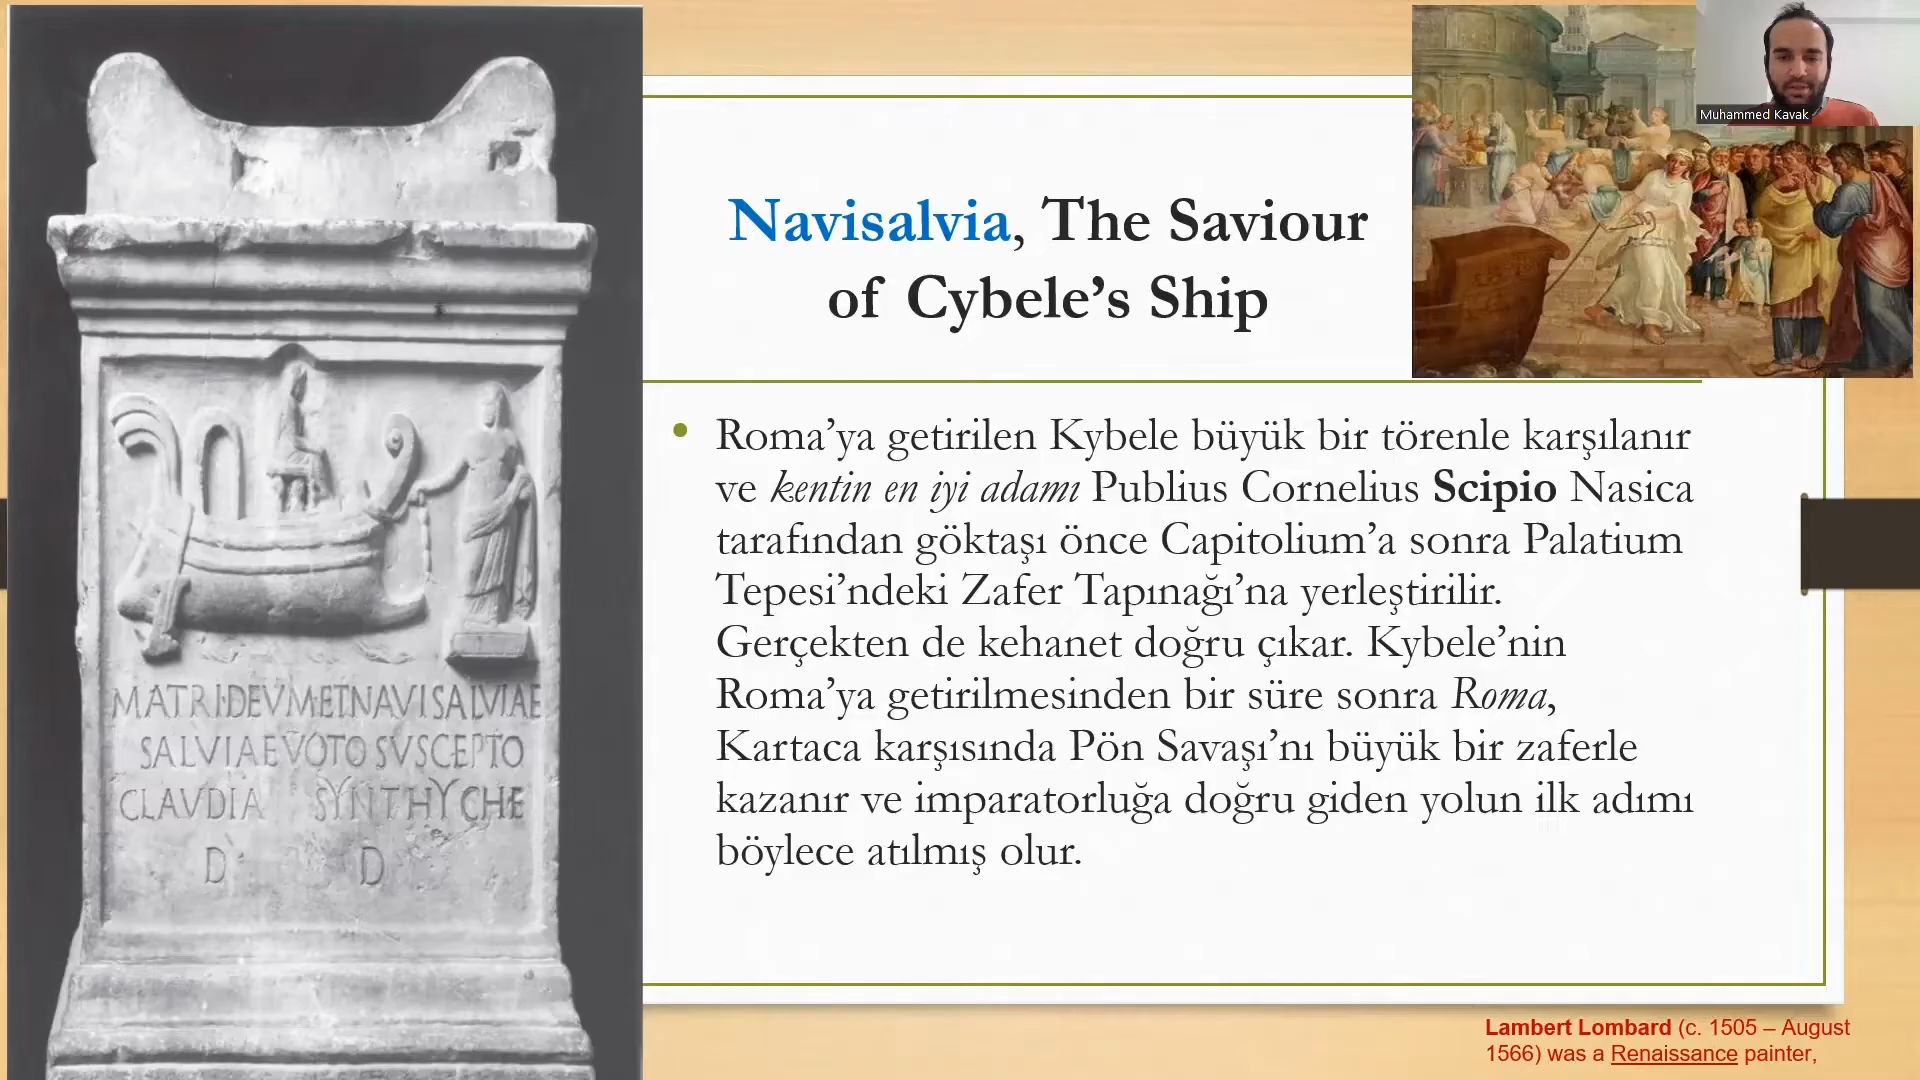 Muhammed Kavak
Navisalvia, The Saviour
of Cybele’s Ship
Roma’ya getirilen Kybele büyük bir törenle karşılanır
ve kentin en iyi adamı Publius Cornelius Scipio Nasica
tarafından göktaşı önce Capitolium’a sonra Palatium
Tepesi’ndeki Zafer Tapınağı’na yerleştirilir.
Gerçekten de kehanet doğru çıkar. Kybele’nin
Roma’ya getirilmesinden bir süre sonra Roma,
Kartaca karşısında Pön Savaşı’nı büyük bir zaferle
kazanır ve imparatorluğa doğru giden yolun ilk adımı
böylece atılmış olur.
MATRI·DEVM·ET·NAVISALVIAE
SALVIAE VOTO SVSCEPTO
CLAVDIA SYNTHYCHE
D D
Lambert Lombard (c. 1505 – August
1566) was a Renaissance painter,